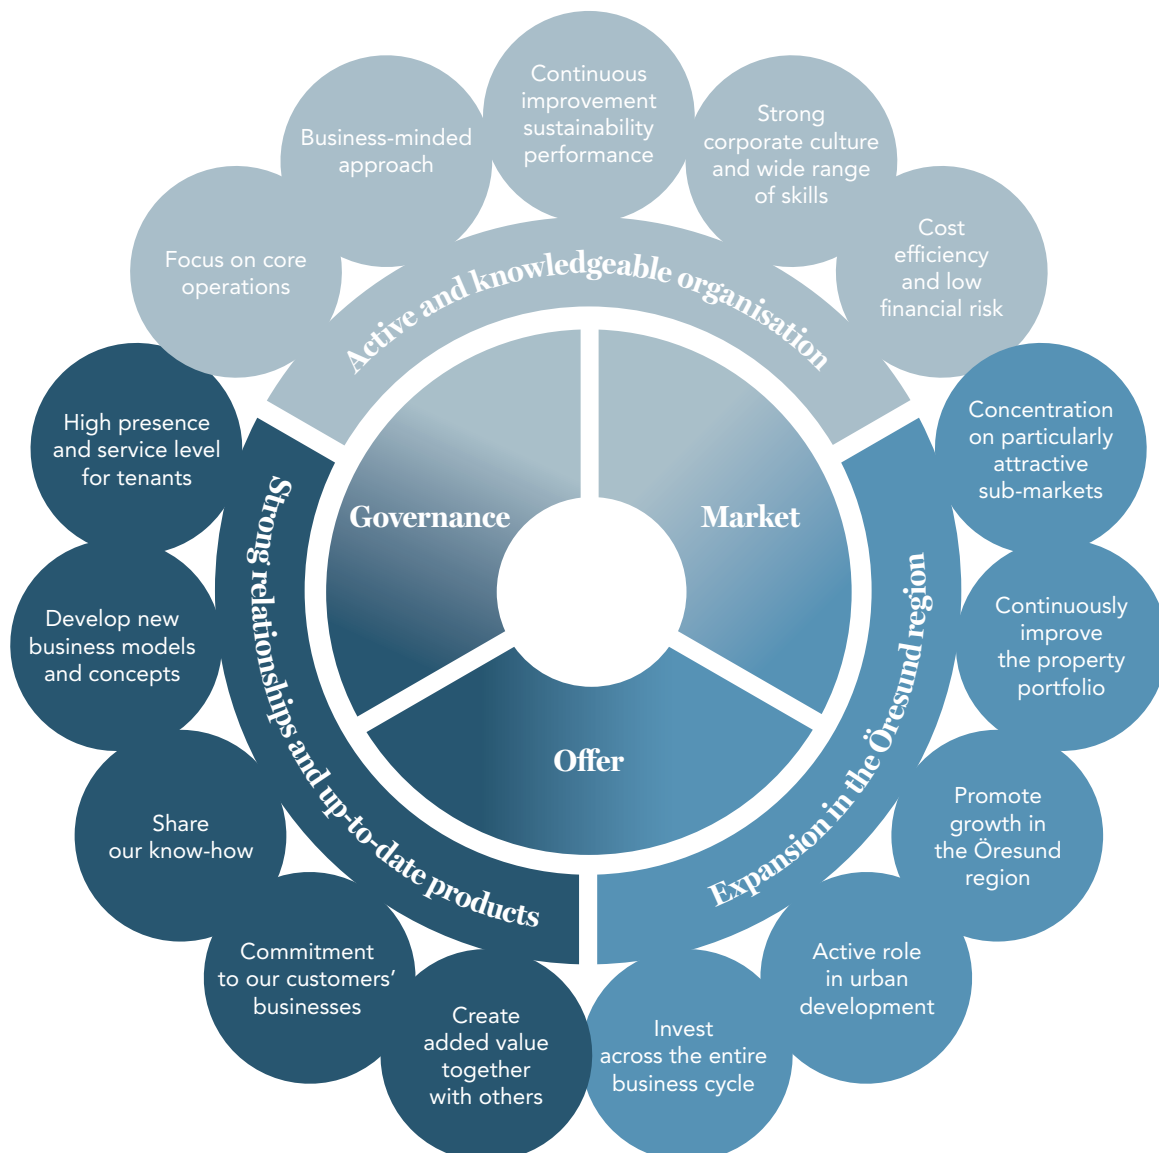 Continuous
improvement
sustainability
performance
Strong
corporate culture
and wide range
of skills
Cost
efficiency
and low
financial risk
Business-minded
approach
Focus on core
operations
Active and knowledgeable organisation
High presence
and service level
for tenants
Develop new
business models
and concepts
Share
our know-how
Commitment
to our customers’
businesses
Create
added value
together
with others
Strong relationships and up-to-date products
Concentration
on particularly
attractive
sub-markets
Continuously
improve
the property
portfolio
Promote
growth in
the Öresund
region
Active role
in urban
development
Invest
across the entire
business cycle
Expansion in the Öresund region
Governance
Market
Offer